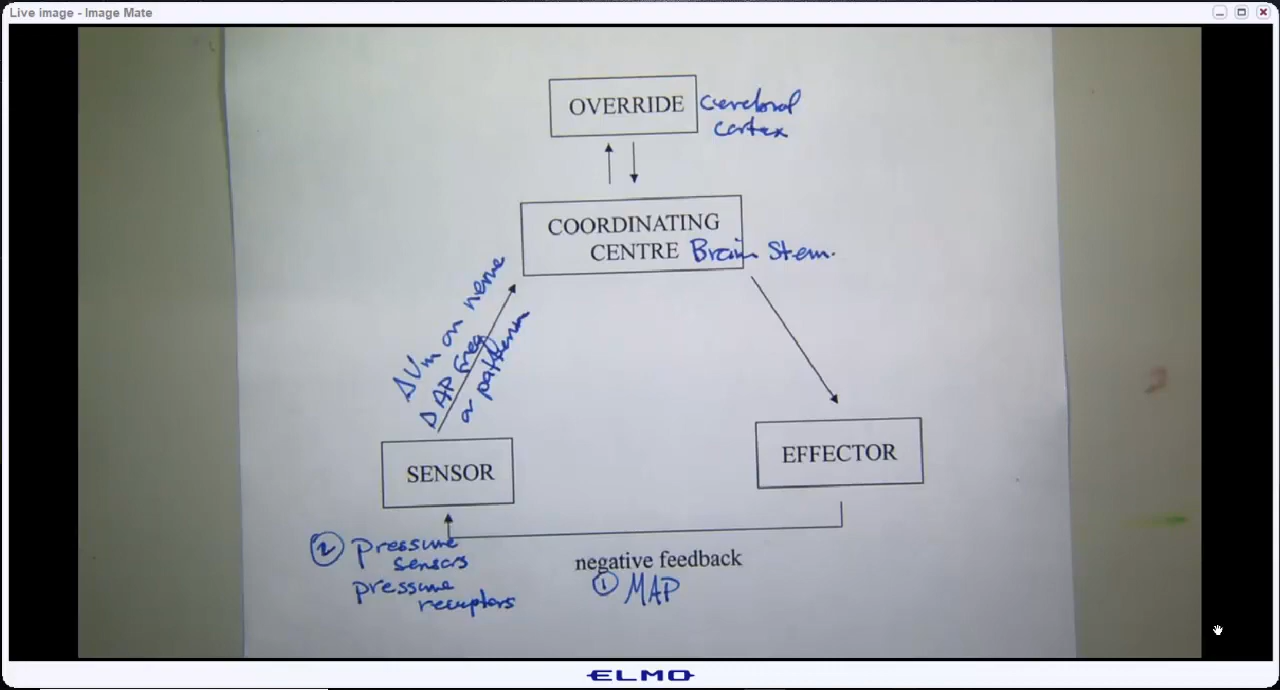 Live image - Image Mate
OVERRIDE
cerebral
cortex
COORDINATING
CENTRE
Brain Stem.
ΔVm on nerve
ΔAP freq
or pattern
SENSOR
EFFECTOR
② pressure
sensors
pressure
receptors
negative feedback
① MAP
ELMO